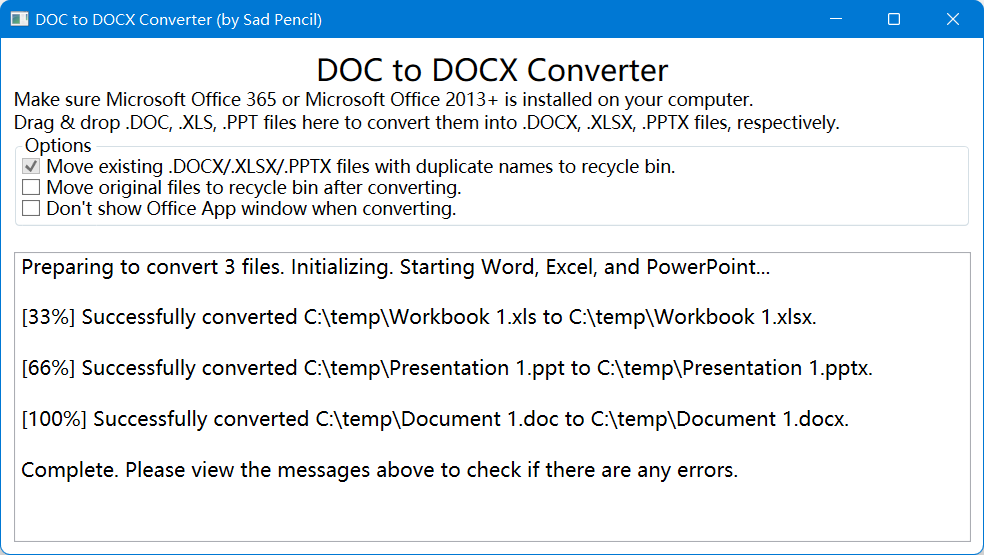 DOC to DOCX Converter (by Sad Pencil)
DOC to DOCX Converter
Make sure Microsoft Office 365 or Microsoft Office 2013+ is installed on your computer.
Drag & drop .DOC, .XLS, .PPT files here to convert them into .DOCX, .XLSX, .PPTX files, respectively.
Options
Move existing .DOCX/.XLSX/.PPTX files with duplicate names to recycle bin.
Move original files to recycle bin after converting.
Don't show Office App window when converting.
Preparing to convert 3 files. Initializing. Starting Word, Excel, and PowerPoint...
[33%] Successfully converted C:\temp\Workbook 1.xls to C:\temp\Workbook 1.xlsx.
[66%] Successfully converted C:\temp\Presentation 1.ppt to C:\temp\Presentation 1.pptx.
[100%] Successfully converted C:\temp\Document 1.doc to C:\temp\Document 1.docx.
Complete. Please view the messages above to check if there are any errors.